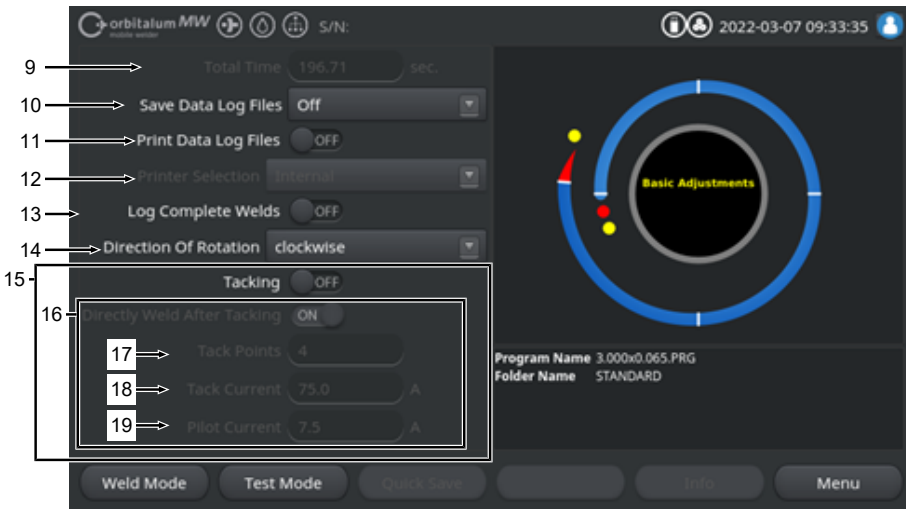 orbitalum MW S/N: 2022-03-07 09:33:35
mobile welder
9 Total Time 196.71 sec.
10 Save Data Log Files Off
11 Print Data Log Files OFF
12 Printer Selection Internal
13 Log Complete Welds OFF
14 Direction Of Rotation clockwise
15 Tacking OFF
16 Directly Weld After Tacking ON
17 Tack Points 4
18 Tack Current 75.0 A
19 Pilot Current 7.5 A
Basic Adjustments
Program Name 3.000x0.065.PRG
Folder Name STANDARD
Weld Mode Test Mode Quick Save Info Menu